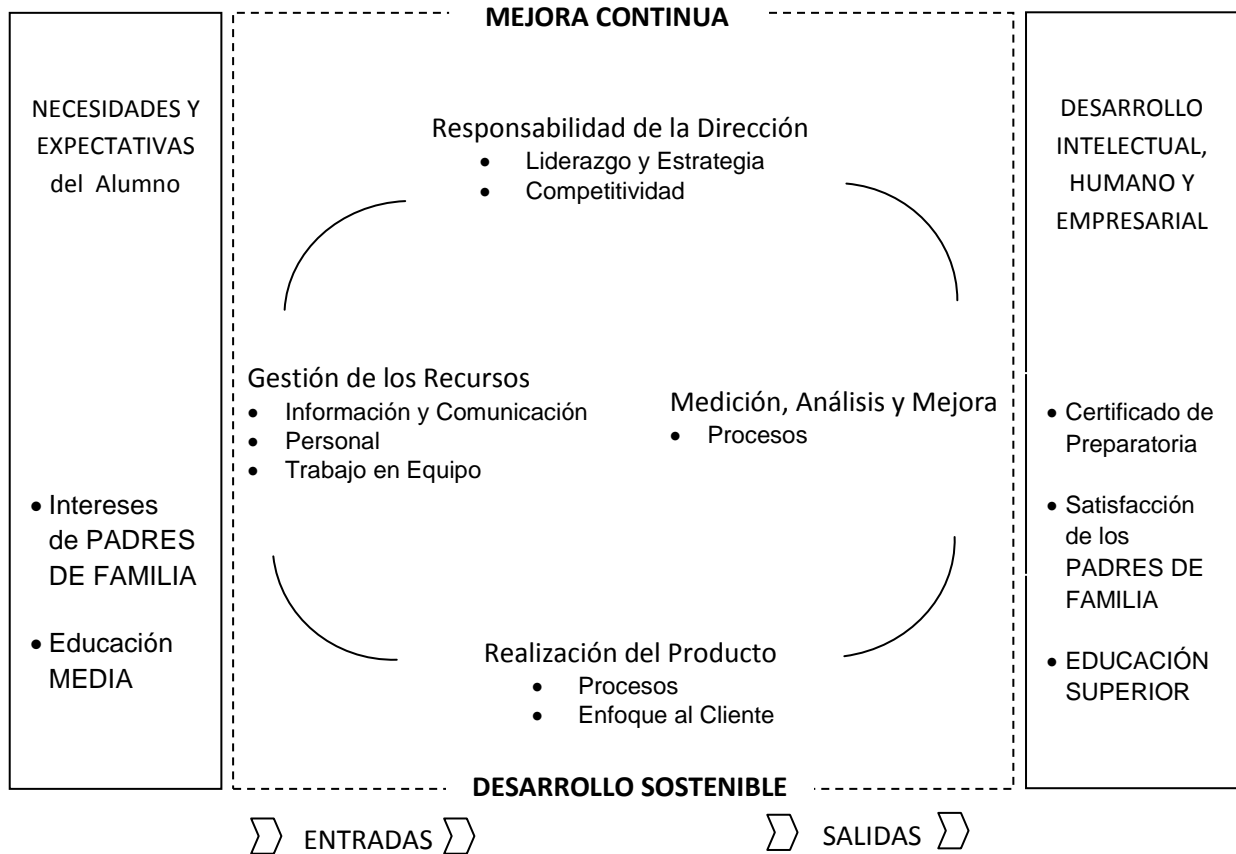 MEJORA CONTINUA
NECESIDADES Y
EXPECTATIVAS
del Alumno
• Intereses
de PADRES
DE FAMILIA
• Educación
MEDIA
Responsabilidad de la Dirección
• Liderazgo y Estrategia
• Competitividad
Gestión de los Recursos
• Información y Comunicación
• Personal
• Trabajo en Equipo
Medición, Análisis y Mejora
• Procesos
Realización del Producto
• Procesos
• Enfoque al Cliente
DESARROLLO
INTELECTUAL,
HUMANO Y
EMPRESARIAL
• Certificado de
Preparatoria
• Satisfacción
de los
PADRES DE
FAMILIA
• EDUCACIÓN
SUPERIOR
DESARROLLO SOSTENIBLE
ENTRADAS
SALIDAS